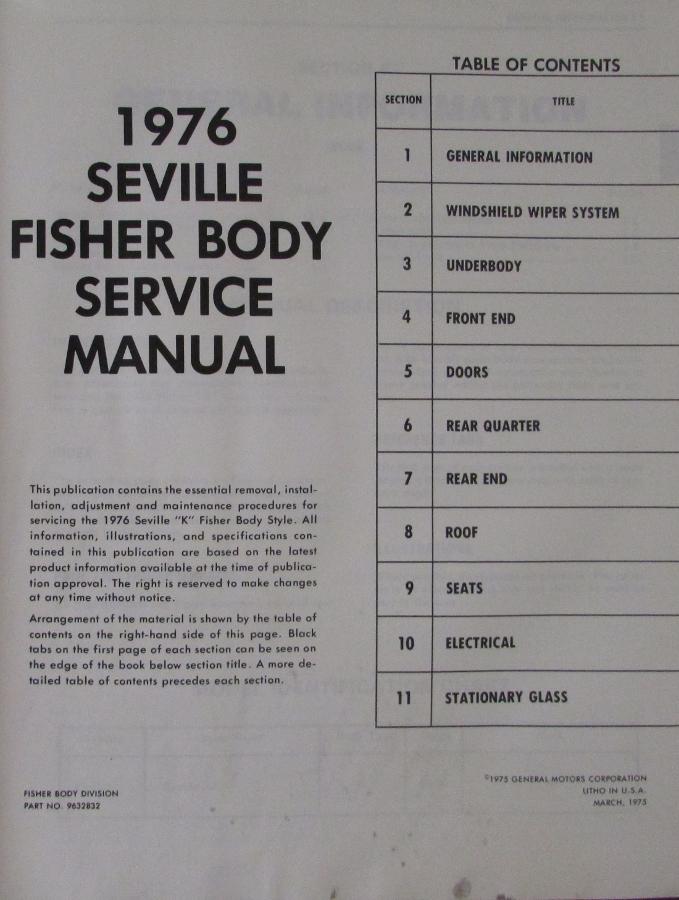 1976
SEVILLE
FISHER BODY
SERVICE
MANUAL
This publication contains the essential removal, instal-
lation, adjustment and maintenance procedures for
servicing the 1976 Seville "K" Fisher Body Style. All
information, illustrations, and specifications con-
tained in this publication are based on the latest
product information available at the time of publica-
tion approval. The right is reserved to make changes
at any time without notice.
Arrangement of the material is shown by the table of
contents on the right-hand side of this page. Black
tabs on the first page of each section can be seen on
the edge of the book below section title. A more de-
tailed table of contents precedes each section.
FISHER BODY DIVISION
PART NO. 9632832
TABLE OF CONTENTS
SECTION TITLE
1 GENERAL INFORMATION
2 WINDSHIELD WIPER SYSTEM
3 UNDERBODY
4 FRONT END
5 DOORS
6 REAR QUARTER
7 REAR END
8 ROOF
9 SEATS
10 ELECTRICAL
11 STATIONARY GLASS
©1975 GENERAL MOTORS CORPORATION
LITHO IN U.S.A.
MARCH, 1975